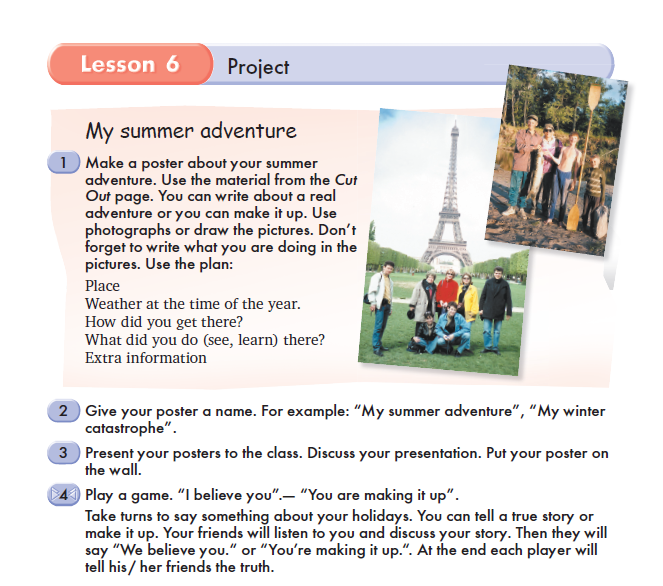 Lesson 6
Project
My summer adventure
1 Make a poster about your summer
adventure. Use the material from the Cut
Out page. You can write about a real
adventure or you can make it up. Use
photographs or draw the pictures. Don't
forget to write what you are doing in the
pictures. Use the plan:
Place
Weather at the time of the year.
How did you get there?
What did you do (see, learn) there?
Extra information
2 Give your poster a name. For example: “My summer adventure”, “My winter
catastrophe”.
3 Present your posters to the class. Discuss your presentation. Put your poster on
the wall.
4 Play a game. “I believe you”.— “You are making it up”.
Take turns to say something about your holidays. You can tell a true story or
make it up. Your friends will listen to you and discuss your story. Then they will
say “We believe you.“ or “You're making it up.“. At the end each player will
tell his/ her friends the truth.